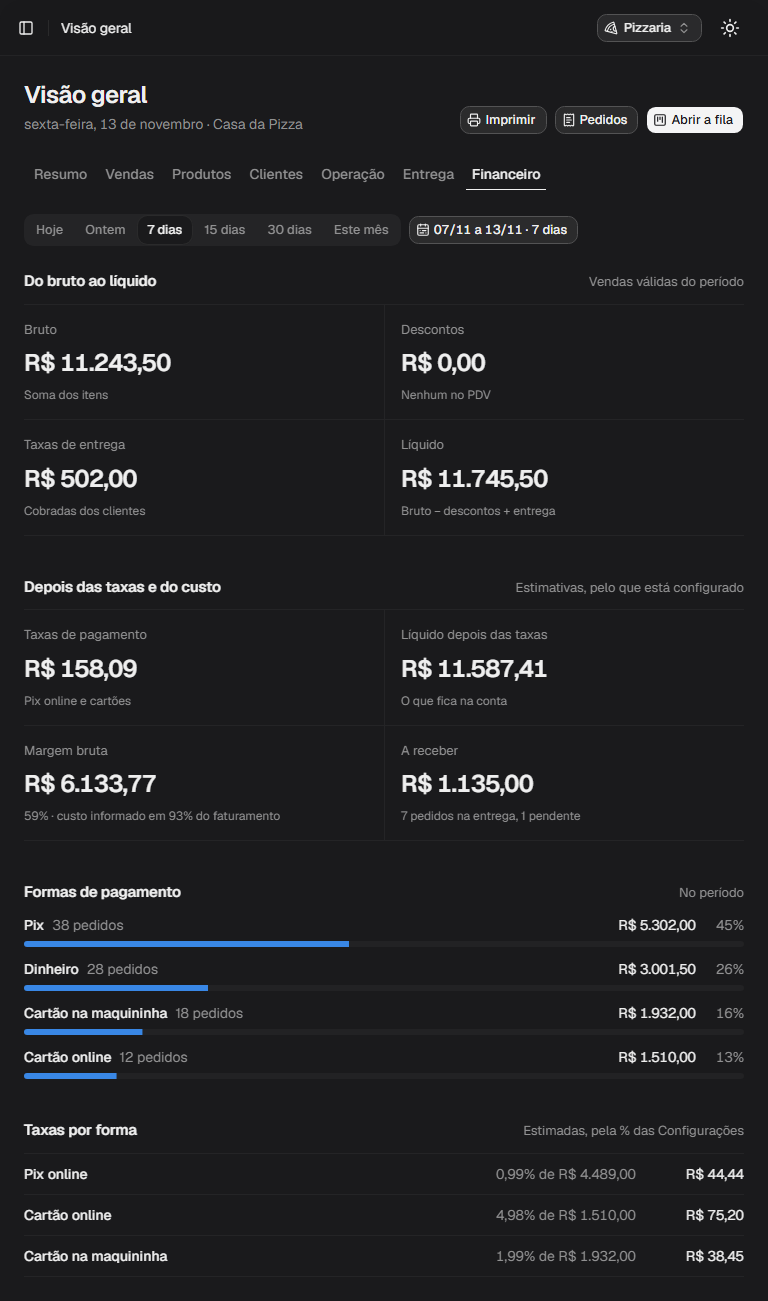 Visão geral
Pizzaria
Visão geral
sexta-feira, 13 de novembro · Casa da Pizza
Imprimir
Pedidos
Abrir a fila
Resumo Vendas Produtos Clientes Operação Entrega Financeiro
Hoje Ontem 7 dias 15 dias 30 dias Este mês
07/11 a 13/11 · 7 dias
Do bruto ao líquido
Vendas válidas do período
Bruto
R$ 11.243,50
Soma dos itens
Descontos
R$ 0,00
Nenhum no PDV
Taxas de entrega
R$ 502,00
Cobradas dos clientes
Líquido
R$ 11.745,50
Bruto − descontos + entrega
Depois das taxas e do custo
Estimativas, pelo que está configurado
Taxas de pagamento
R$ 158,09
Pix online e cartões
Líquido depois das taxas
R$ 11.587,41
O que fica na conta
Margem bruta
R$ 6.133,77
59% · custo informado em 93% do faturamento
A receber
R$ 1.135,00
7 pedidos na entrega, 1 pendente
Formas de pagamento
No período
Pix 38 pedidos R$ 5.302,00 45%
Dinheiro 28 pedidos R$ 3.001,50 26%
Cartão na maquininha 18 pedidos R$ 1.932,00 16%
Cartão online 12 pedidos R$ 1.510,00 13%
Taxas por forma
Estimadas, pela % das Configurações
Pix online 0,99% de R$ 4.489,00 R$ 44,44
Cartão online 4,98% de R$ 1.510,00 R$ 75,20
Cartão na maquininha 1,99% de R$ 1.932,00 R$ 38,45